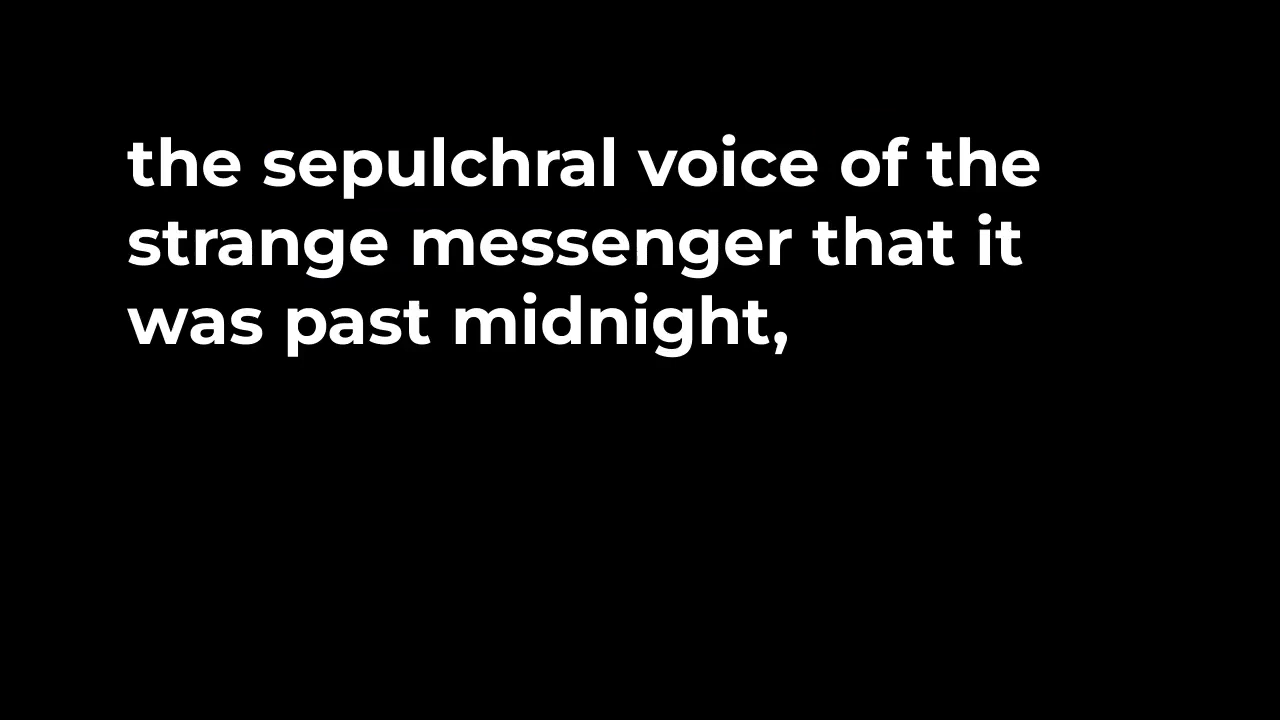 the sepulchral voice of the
strange messenger that it
was past midnight,